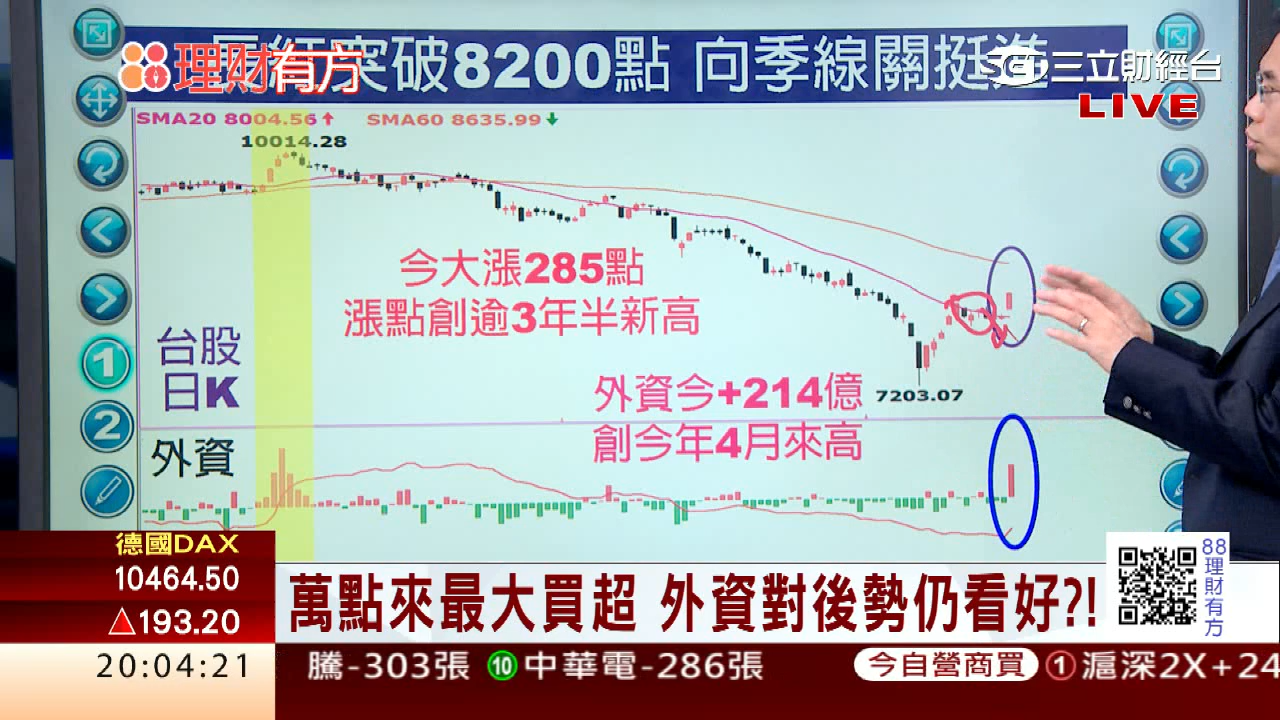 突破8200點 向季線關挺進
88理財有方
三立財經台
LIVE
SMA20 8004.56↑ SMA60 8635.99↓
10014.28
今大漲285點
漲點創逾3年半新高
台股
日K
外資今+214億
創今年4月來高
7203.07
外資
1
2
德國DAX
10464.50
▲193.20
萬點來最大買超 外資對後勢仍看好?!
88理財有方
20:04:21
騰-303張 ⑩中華電-286張 今自營商買 ①滬深2X+24